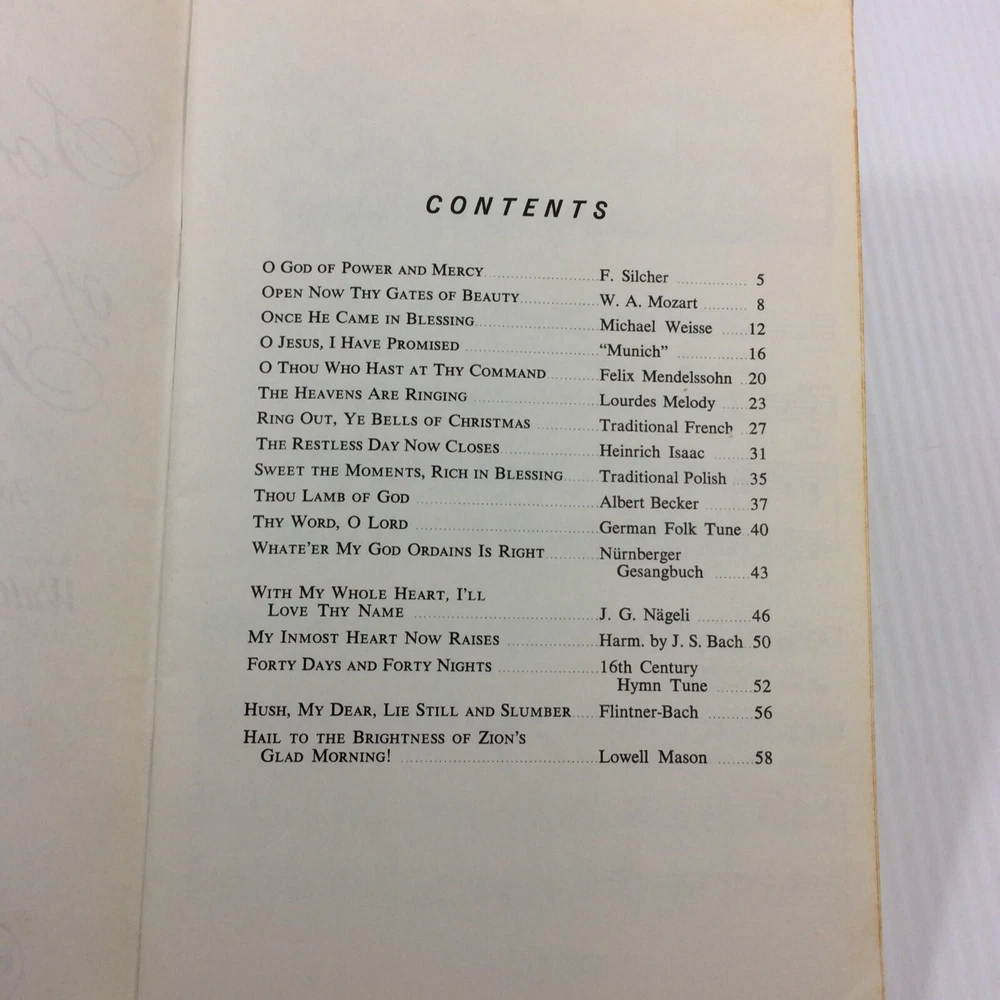 CONTENTS
O GOD OF POWER AND MERCY F. Silcher 5
OPEN NOW THY GATES OF BEAUTY W. A. Mozart 8
ONCE HE CAME IN BLESSING Michael Weisse 12
O JESUS, I HAVE PROMISED "Munich" 16
O THOU WHO HAST AT THY COMMAND Felix Mendelssohn 20
THE HEAVENS ARE RINGING Lourdes Melody 23
RING OUT, YE BELLS OF CHRISTMAS Traditional French 27
THE RESTLESS DAY NOW CLOSES Heinrich Isaac 31
SWEET THE MOMENTS, RICH IN BLESSING Traditional Polish 35
THOU LAMB OF GOD Albert Becker 37
THY WORD, O LORD German Folk Tune 40
WHATE'ER MY GOD ORDAINS IS RIGHT Nürnberger
Gesangbuch 43
WITH MY WHOLE HEART, I'LL
LOVE THY NAME J. G. Nägeli 46
MY INMOST HEART NOW RAISES Harm. by J. S. Bach 50
FORTY DAYS AND FORTY NIGHTS 16th Century
Hymn Tune 52
HUSH, MY DEAR, LIE STILL AND SLUMBER Flintner-Bach 56
HAIL TO THE BRIGHTNESS OF ZION'S
GLAD MORNING! Lowell Mason 58